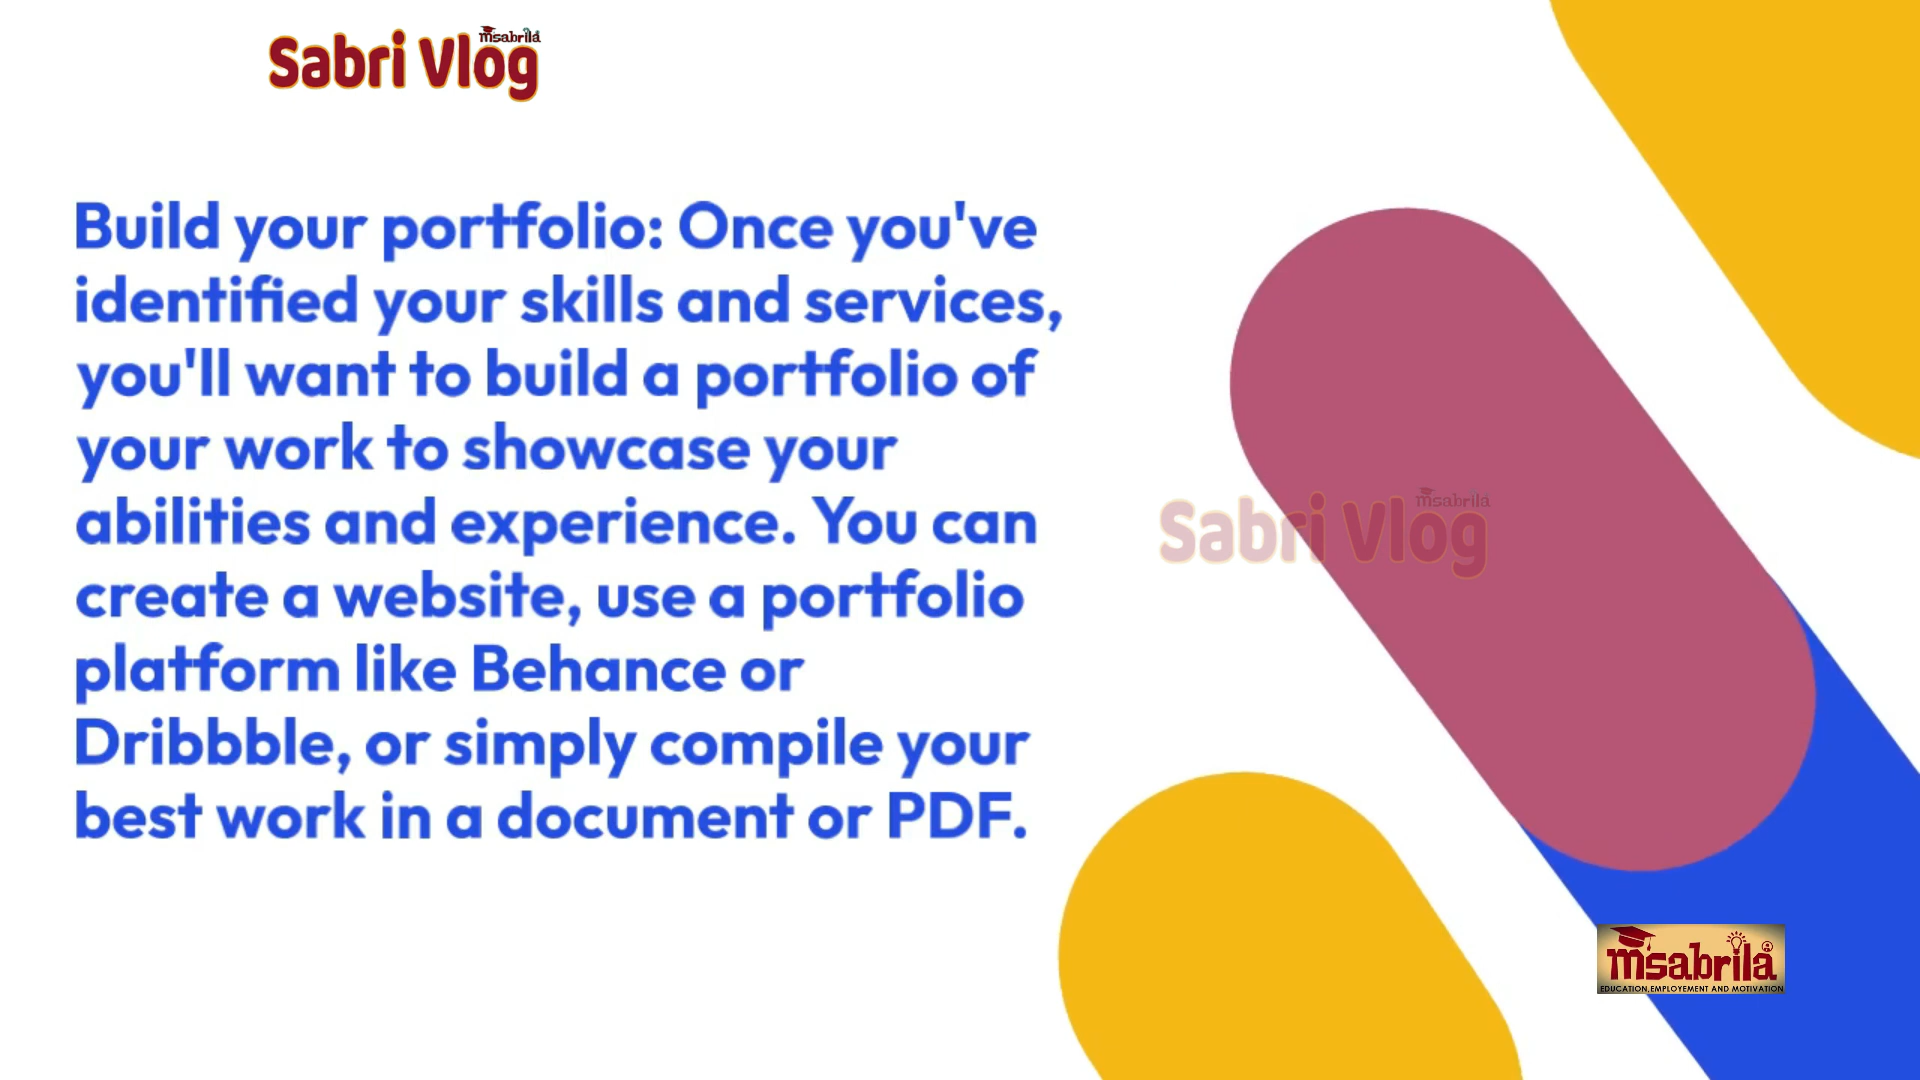 msabrila
Sabri Vlog
Build your portfolio: Once you've
identified your skills and services,
you'll want to build a portfolio of
your work to showcase your
abilities and experience. You can
create a website, use a portfolio
platform like Behance or
Dribbble, or simply compile your
best work in a document or PDF.
msabrila
Sabri Vlog
msabrila
EDUCATION,EMPLOYEMENT AND MOTIVATION